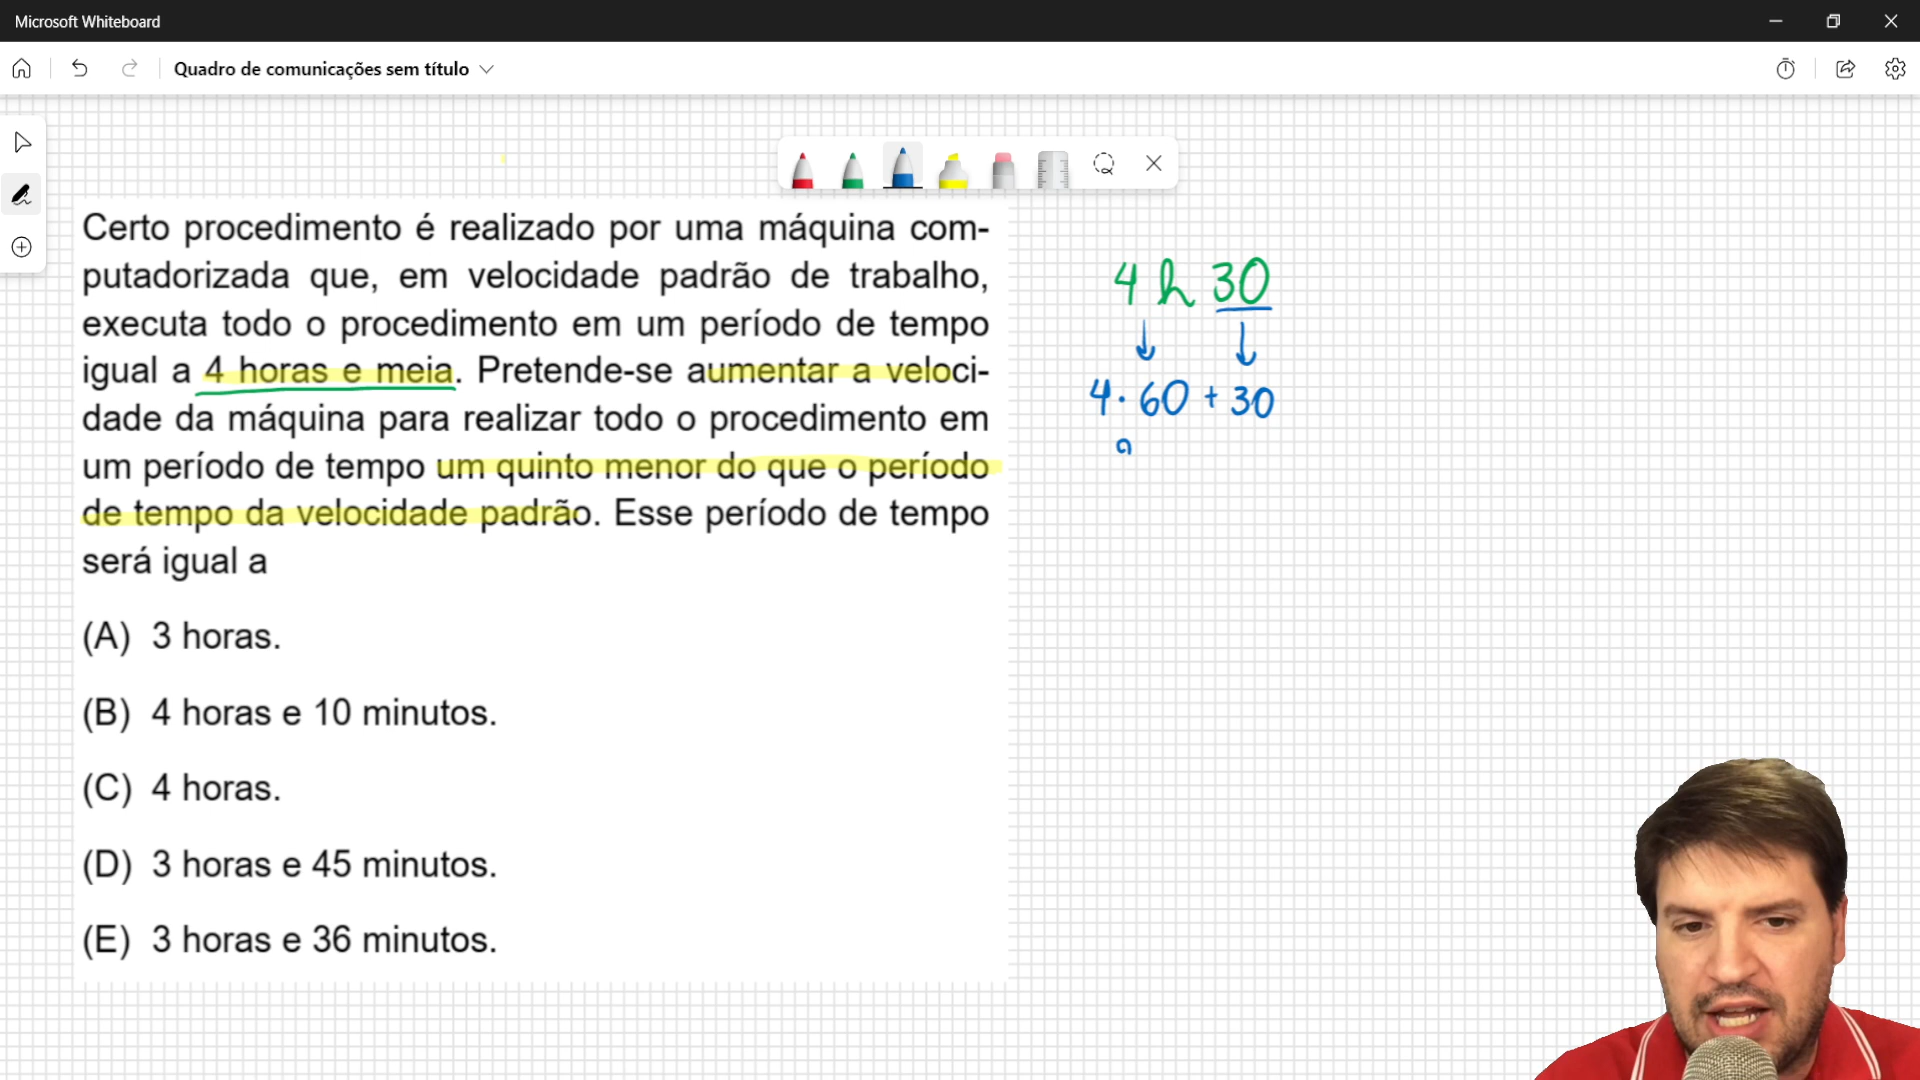 Microsoft Whiteboard
Quadro de comunicações sem título
Certo procedimento é realizado por uma máquina com-
putadorizada que, em velocidade padrão de trabalho,
executa todo o procedimento em um período de tempo
igual a 4 horas e meia. Pretende-se aumentar a veloci-
dade da máquina para realizar todo o procedimento em
um período de tempo um quinto menor do que o período
de tempo da velocidade padrão. Esse período de tempo
será igual a
(A) 3 horas.
(B) 4 horas e 10 minutos.
(C) 4 horas.
(D) 3 horas e 45 minutos.
(E) 3 horas e 36 minutos.
4 h 30
4 · 60 + 30